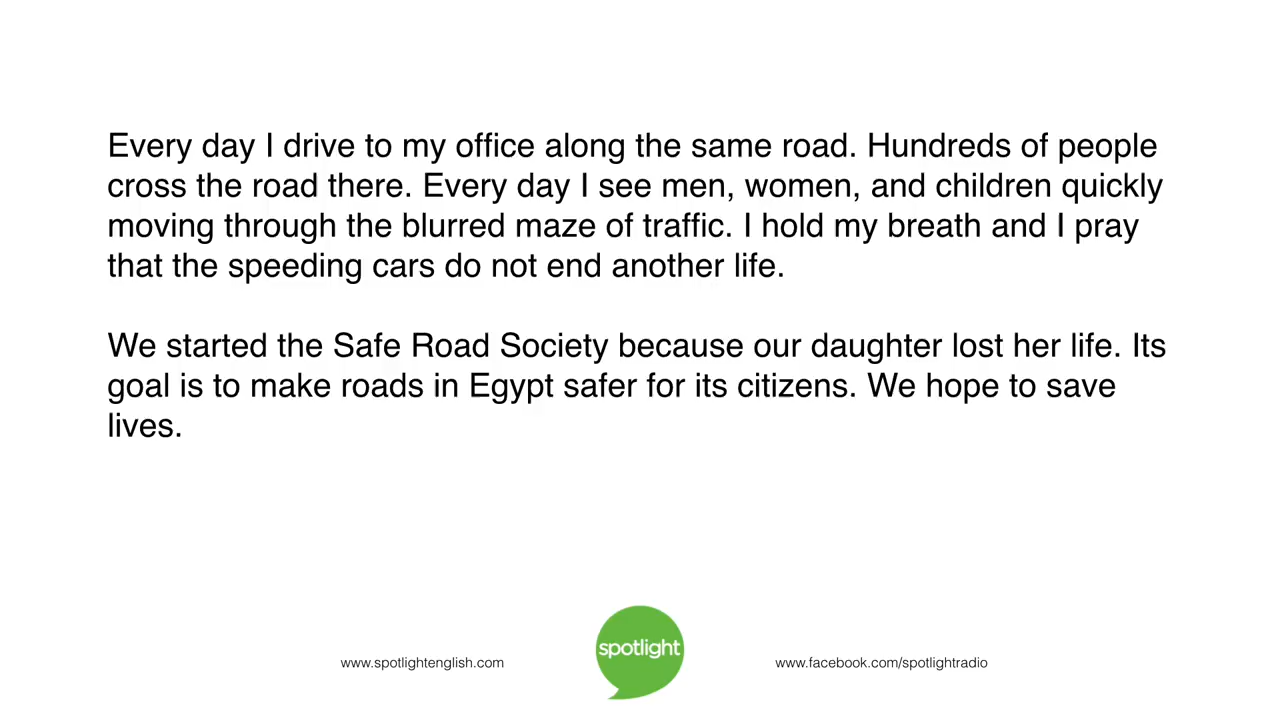 Every day I drive to my office along the same road. Hundreds of people
cross the road there. Every day I see men, women, and children quickly
moving through the blurred maze of traffic. I hold my breath and I pray
that the speeding cars do not end another life.
We started the Safe Road Society because our daughter lost her life. Its
goal is to make roads in Egypt safer for its citizens. We hope to save
lives.
www.spotlightenglish.com
spotlight
www.facebook.com/spotlightradio